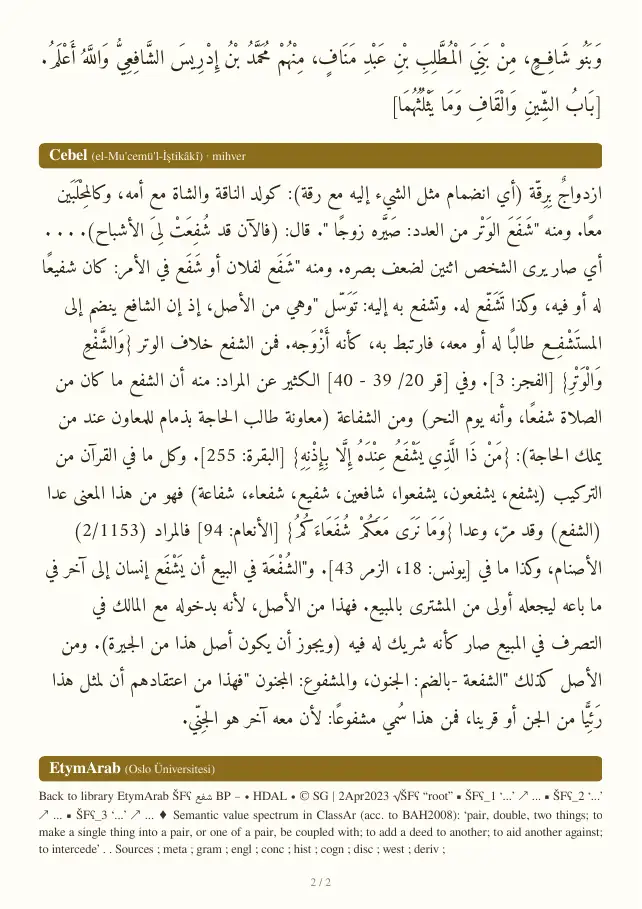 وَبَنُو شَافِعٍ، مِنْ بَنِيَ الْمُطَّلِبِ بْنِ عَبْدِ مَنَافٍ، مِنْهُمْ مُحَمَّدُ بْنُ إِدْرِيسَ الشَّافِعِيُّ وَاللَّهُ أَعْلَمُ.
[بَابُ الشِّينِ وَالْقَافِ وَمَا يَثْلُثُهُمَا]
Cebel (el-Mu'cemü'l-İştikâkî) · mihver
ازدواجٌ بِرِقّة (أي انضمام مثل الشيء إليه مع رقة): كولد الناقة والشاة مع أمه، وكالمِحْلَبَين
معًا. ومنه "شَفَعَ الوَتْر من العدد: صَيَّره زوجًا ". قال: (فالآن قد شُفِعَتْ لِىَ الأشباح). . . .
أي صار يرى الشخص اثنين لضعف بصره. ومنه "شَفَع لفلان أو شَفَع في الأمر: كان شفيعًا
له أو فيه، وكذا تَشَفَّع له. وتشفع به إليه: تَوَسّل "وهي من الأصل، إذ إن الشافع ينضم إلى
المستَشْفِع طالبًا له أو معه، فارتبط به، كأنه أَزْوَجه. فمن الشفع خلاف الوتر {وَالشَّفْعِ
وَالْوَتْرِ} [الفجر: 3]. وفي [قر 20/ 39 - 40] الكثير عن المراد: منه أن الشفع ما كان من
الصلاة شفعًا، وأنه يوم النحر) ومن الشفاعة (معاونة طالب الحاجة بذمام للمعاون عند من
يملك الحاجة): {مَنْ ذَا الَّذِي يَشْفَعُ عِنْدَهُ إِلَّا بِإِذْنِهِ} [البقرة: 255]. وكل ما في القرآن من
التركيب (يشفع، يشفعون، يشفعوا، شافعين، شفيع، شفعاء، شفاعة) فهو من هذا المعنى عدا
(الشفع) وقد مرّ، وعدا {وَمَا نَرَى مَعَكُمْ شُفَعَاءَكُمُ} [الأنعام: 94] فالمراد (2/1153)
الأصنام، وكذا ما في [يونس: 18، الزمر 43]. و"الشُفْعَة في البيع أن يَشْفَع إنسان إلى آخر في
ما باعه ليجعله أولى من المشترى بالمبيع. فهذا من الأصل، لأنه بدخوله مع المالك في
التصرف في المبيع صار كأنه شريك له فيه (ويجوز أن يكون أصل هذا من الجيرة). ومن
الأصل كذلك "الشفعة -بالضم: الجنون، والمشفوع: المجنون "فهذا من اعتقادهم أن لمثل هذا
رَئِيًّا من الجن أو قرينا، فمن هذا سُمي مشفوعًا: لأن معه آخر هو الجِنّي.
EtymArab (Oslo Üniversitesi)
Back to library EtymArab ŠFʕ شفع BP – • HDAL • © SG | 2Apr2023 √ŠFʕ “root” ▪ ŠFʕ_1 ‘...’ ↗ ... ▪ ŠFʕ_2 ‘...’
↗ ... ▪ ŠFʕ_3 ‘...’ ↗ ... ♦ Semantic value spectrum in ClassAr (acc. to BAH2008): ‘pair, double, two things; to
make a single thing into a pair, or one of a pair, be coupled with; to add a deed to another; to aid another against;
to intercede’ . . Sources ; meta ; gram ; engl ; conc ; hist ; cogn ; disc ; west ; deriv ;
2 / 2